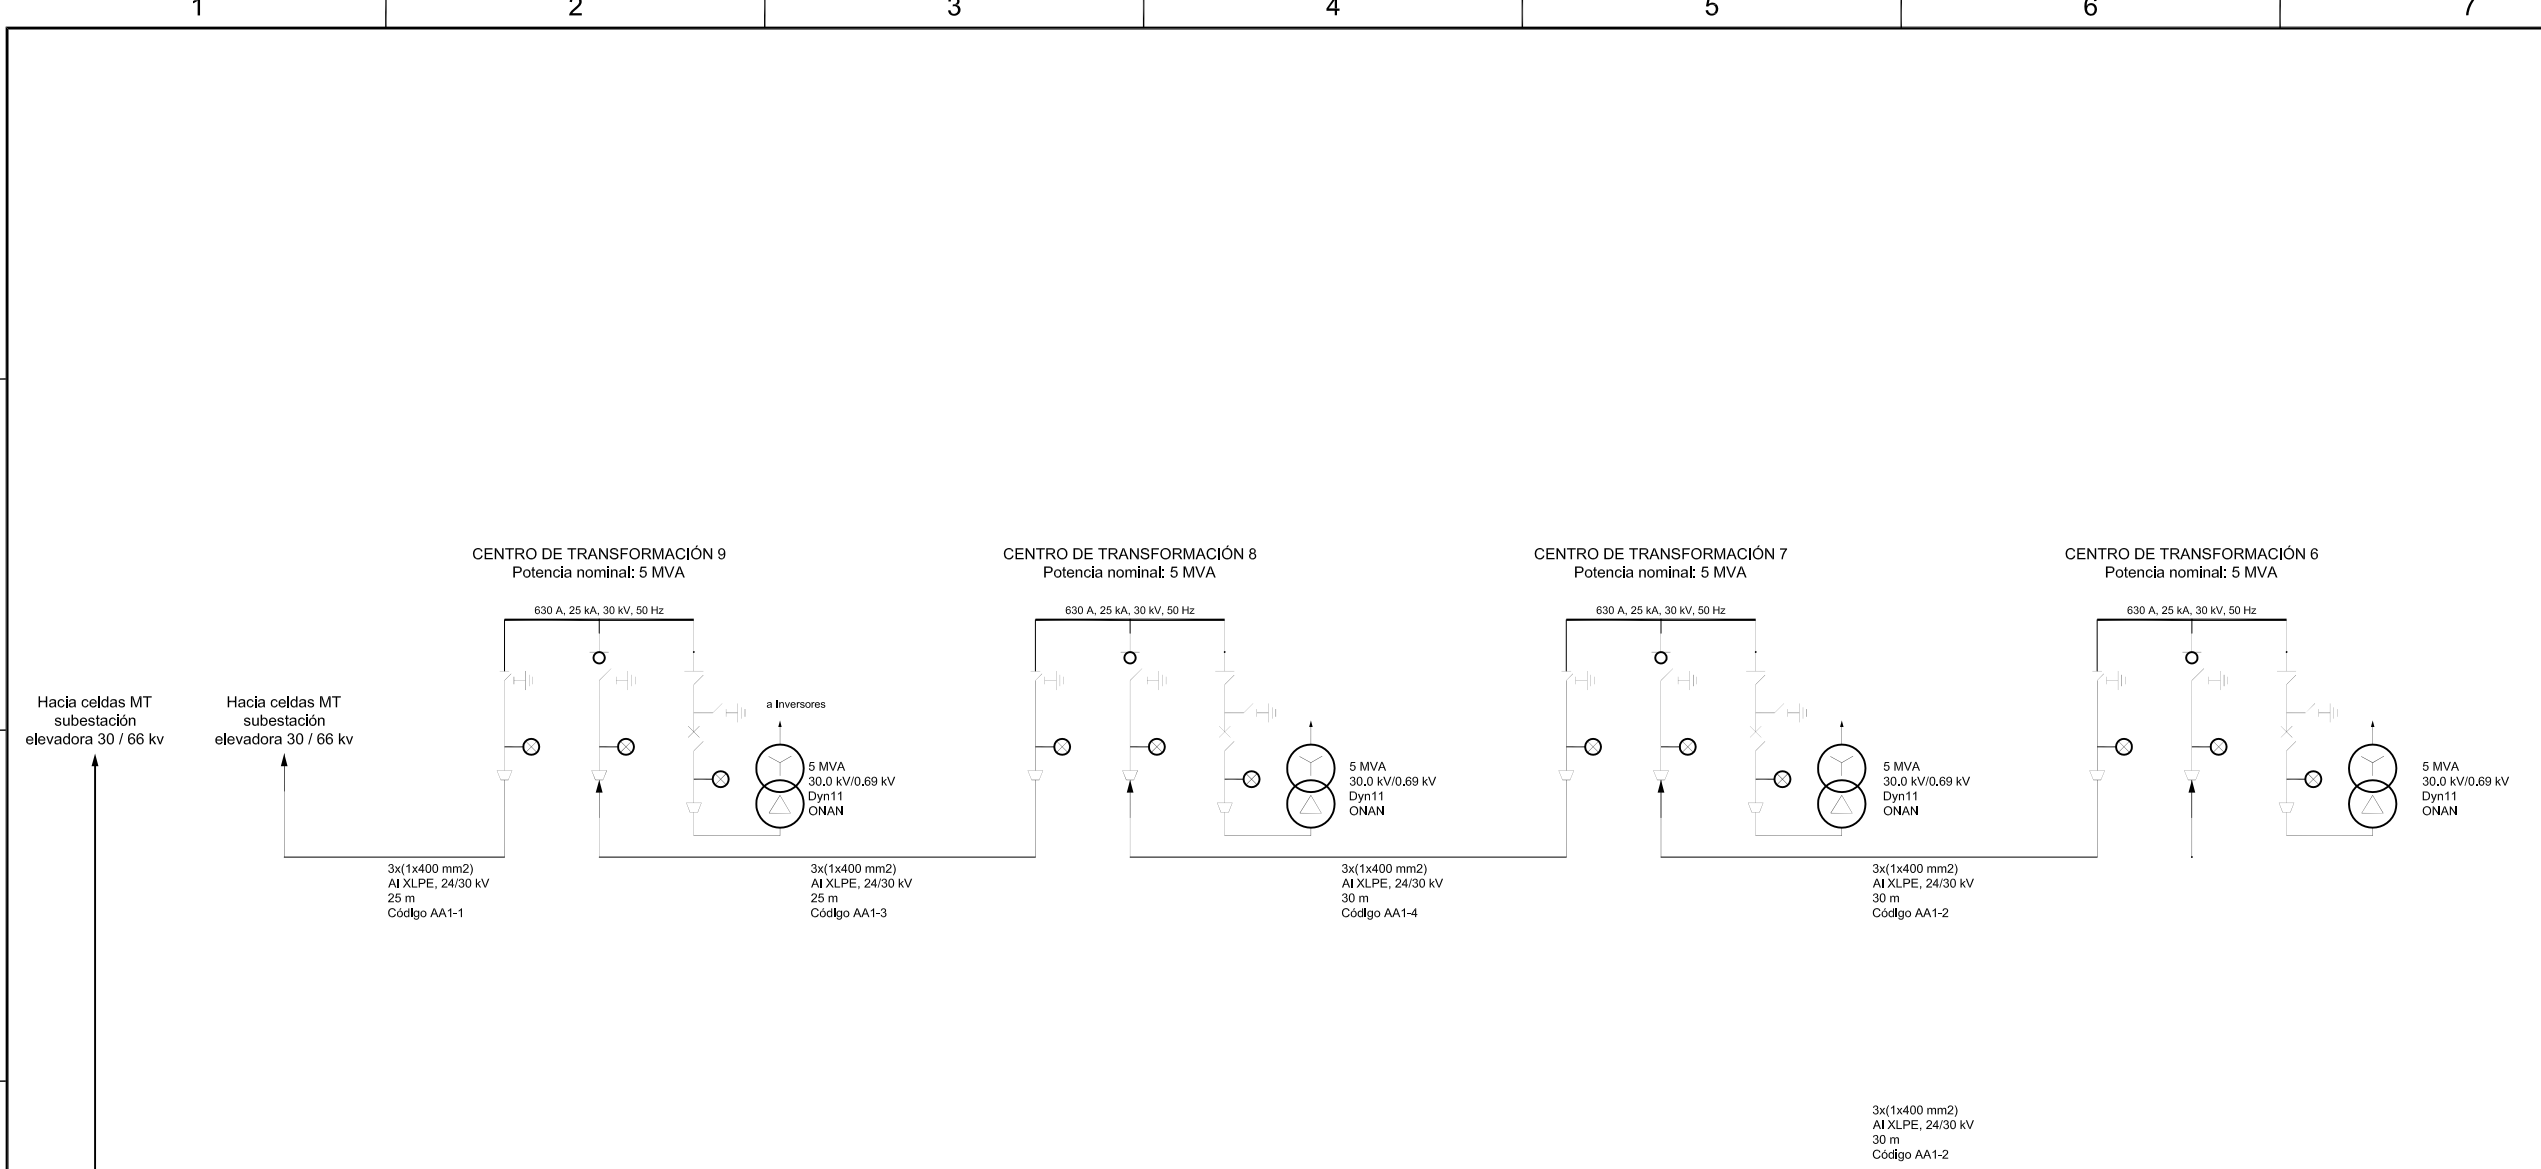 1 2 3 4 5 6 7
CENTRO DE TRANSFORMACIÓN 9
Potencia nominal: 5 MVA
630 A, 25 kA, 30 kV, 50 Hz
CENTRO DE TRANSFORMACIÓN 8
Potencia nominal: 5 MVA
630 A, 25 kA, 30 kV, 50 Hz
CENTRO DE TRANSFORMACIÓN 7
Potencia nominal: 5 MVA
630 A, 25 kA, 30 kV, 50 Hz
CENTRO DE TRANSFORMACIÓN 6
Potencia nominal: 5 MVA
630 A, 25 kA, 30 kV, 50 Hz
Hacia celdas MT
subestación
elevadora 30 / 66 kv
Hacia celdas MT
subestación
elevadora 30 / 66 kv
a Inversores
5 MVA
30.0 kV/0.69 kV
Dyn11
ONAN
5 MVA
30.0 kV/0.69 kV
Dyn11
ONAN
5 MVA
30.0 kV/0.69 kV
Dyn11
ONAN
5 MVA
30.0 kV/0.69 kV
Dyn11
ONAN
3x(1x400 mm2)
Al XLPE, 24/30 kV
25 m
Código AA1-1
3x(1x400 mm2)
Al XLPE, 24/30 kV
25 m
Código AA1-3
3x(1x400 mm2)
Al XLPE, 24/30 kV
30 m
Código AA1-4
3x(1x400 mm2)
Al XLPE, 24/30 kV
30 m
Código AA1-2
3x(1x400 mm2)
Al XLPE, 24/30 kV
30 m
Código AA1-2